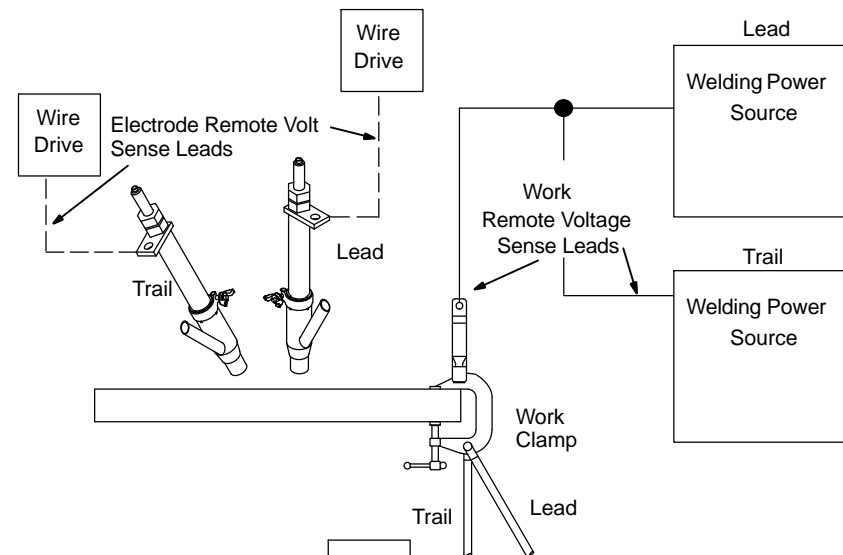 Wire
Drive
Lead
Welding Power
Source
Wire
Drive
Electrode Remote Volt
Sense Leads
Lead
Trail
Work
Remote Voltage
Sense Leads
Trail
Welding Power
Source
Work
Clamp
Trail
Lead